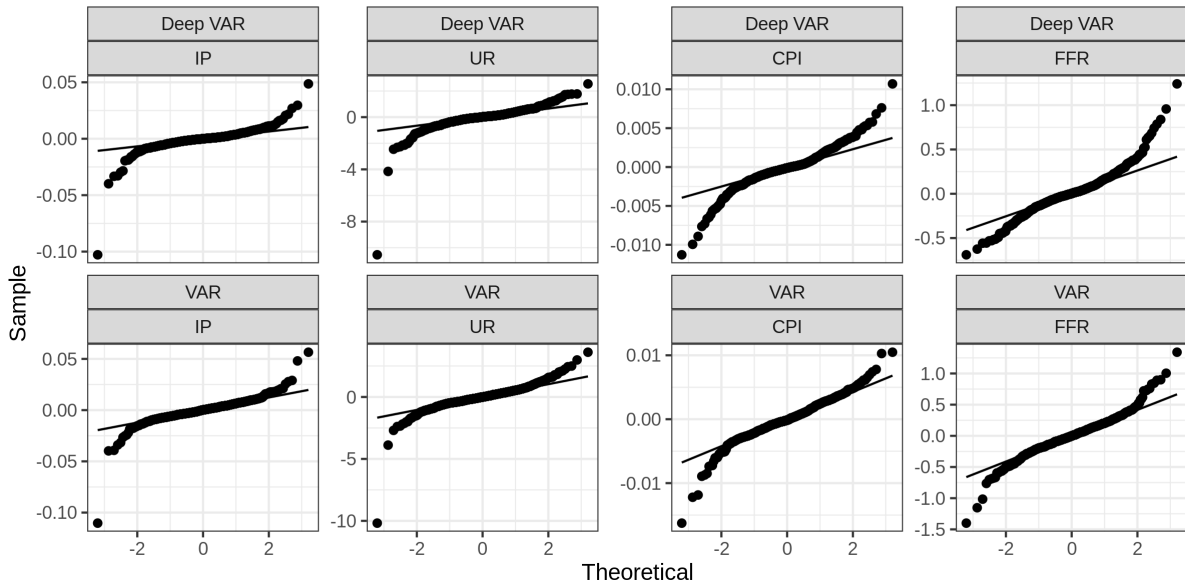 Deep VAR Deep VAR Deep VAR Deep VAR
IP UR CPI FFR
0.05 0.00 -0.05 -0.10
0 -4 -8
0.010 0.005 0.000 -0.005 -0.010
1.0 0.5 0.0 -0.5
Sample
VAR VAR VAR VAR
IP UR CPI FFR
0.05 0.00 -0.05 -0.10
0 -5 -10
0.01 0.00 -0.01
1.0 0.5 0.0 -0.5 -1.0 -1.5
-2 0 2 -2 0 2 -2 0 2 -2 0 2
Theoretical